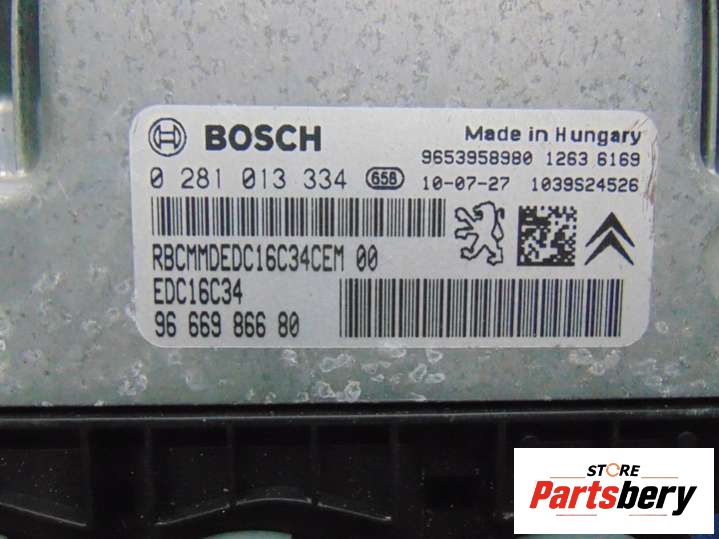 BOSCH
Made in Hungary
9653958980 1263 6169
0 281 013 334 658 10-07-27 1039S24526
RBCMMDEDC16C34CEM 00
EDC16C34
96 669 866 80
STORE
Partsbery